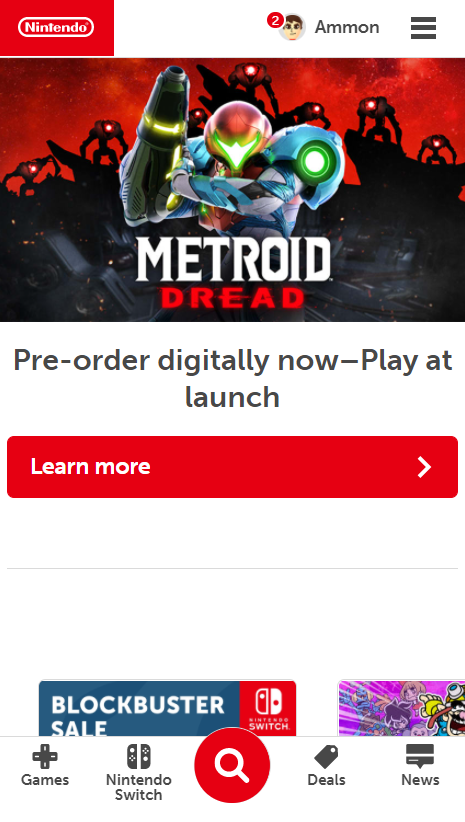 Nintendo
2
Ammon
METROID
DREAD
Pre-order digitally now—Play at
launch
Learn more
BLOCKBUSTER
SALE
NINTENDO
SWITCH
Games
Nintendo
Switch
Deals
News